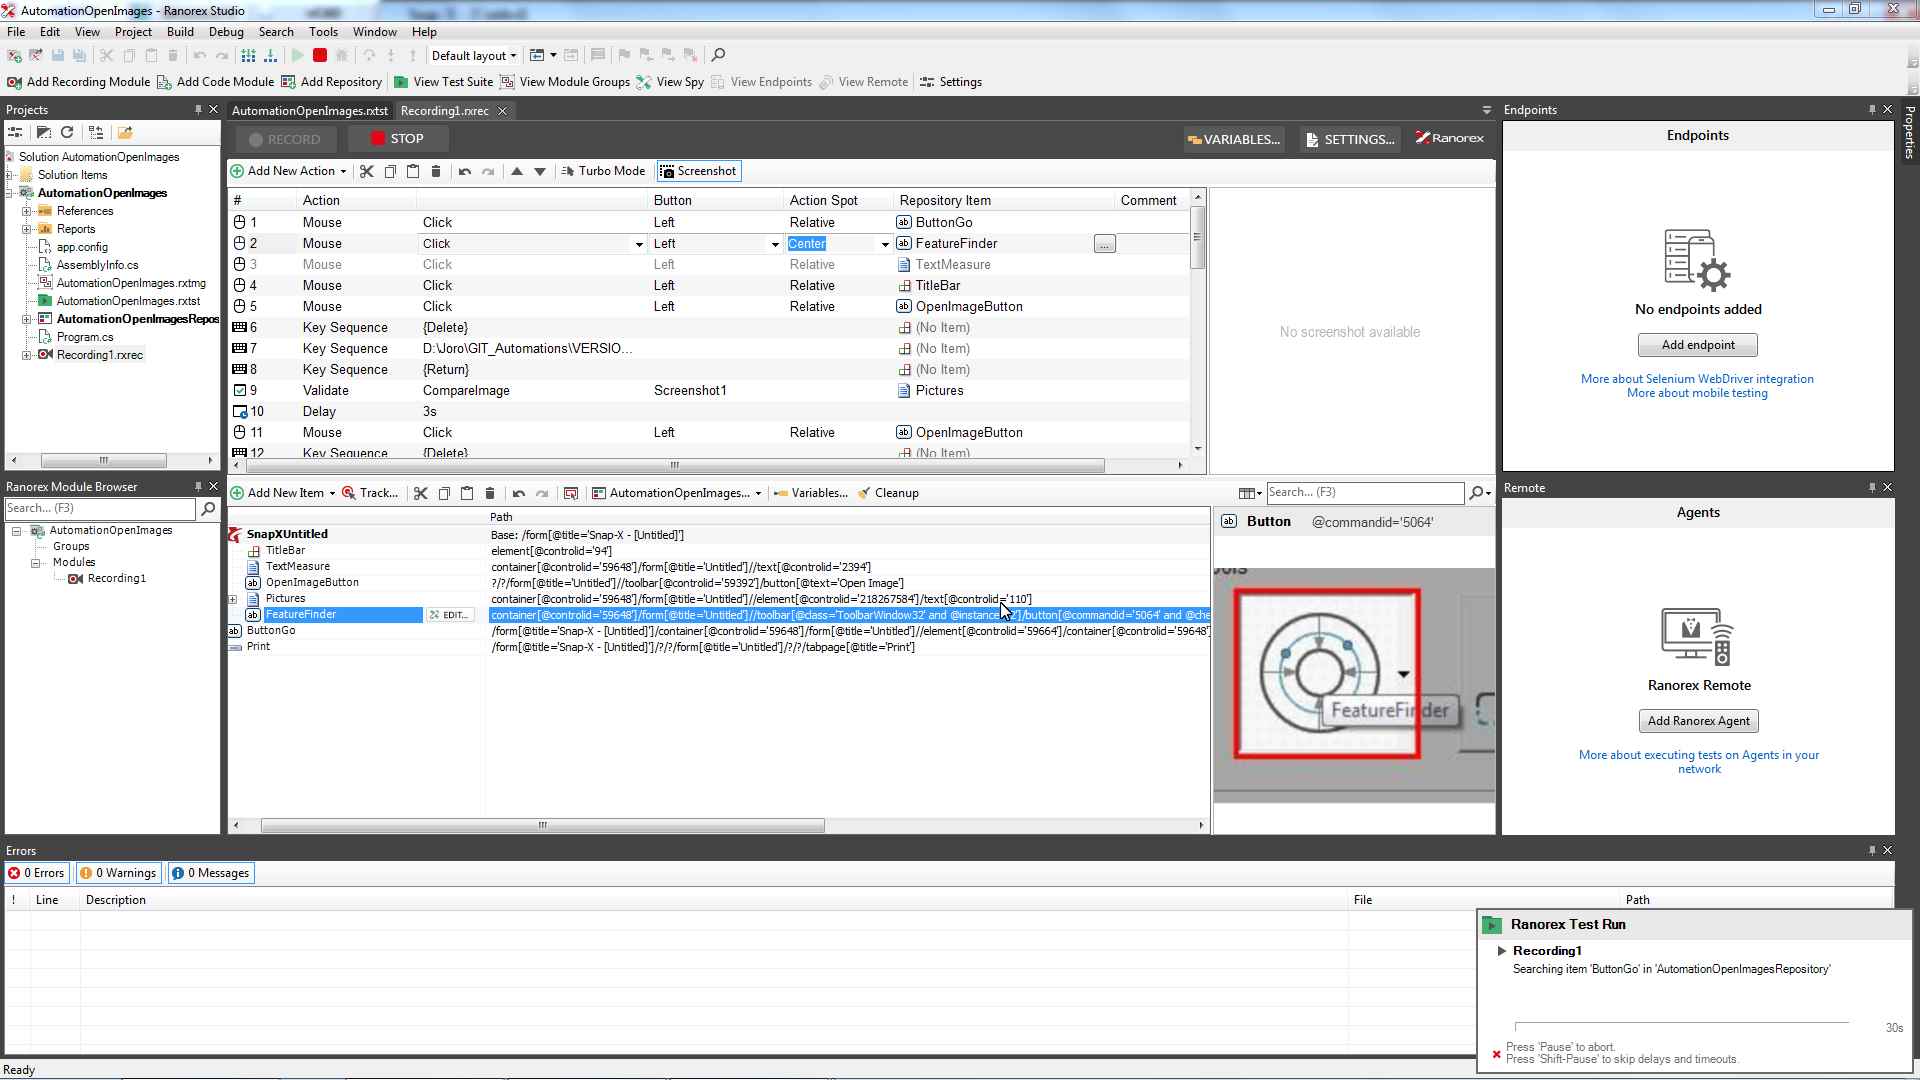 AutomationOpenImages - Ranorex Studio
File Edit View Project Build Debug Search Tools Window Help
Default layout
Add Recording Module Add Code Module Add Repository View Test Suite View Module Groups View Spy View Endpoints View Remote Settings
Projects
Solution AutomationOpenImages
Solution Items
AutomationOpenImages
References
Reports
app.config
AssemblyInfo.cs
AutomationOpenImages.rxtmg
AutomationOpenImages.rxtst
AutomationOpenImagesRepos
Program.cs
Recording1.rxrec
AutomationOpenImages.rxtst Recording1.rxrec
RECORD STOP VARIABLES... SETTINGS... Ranorex
Add New Action Turbo Mode Screenshot
# Action Button Action Spot Repository Item Comment
1 Mouse Click Left Relative ButtonGo
2 Mouse Click Left Center FeatureFinder ...
3 Mouse Click Left Relative TextMeasure
4 Mouse Click Left Relative TitleBar
5 Mouse Click Left Relative OpenImageButton
6 Key Sequence {Delete} (No Item)
7 Key Sequence D:\Joro\GIT_Automations\VERSIO... (No Item)
8 Key Sequence {Return} (No Item)
9 Validate CompareImage Screenshot1 Pictures
10 Delay 3s
11 Mouse Click Left Relative OpenImageButton
12 Key Sequence {Delete} (No Item)
No screenshot available
Endpoints
Endpoints
No endpoints added
Add endpoint
More about Selenium WebDriver integration
More about mobile testing
Properties
Ranorex Module Browser
Search... (F3)
AutomationOpenImages
Groups
Modules
Recording1
Add New Item Track... AutomationOpenImages... Variables... Cleanup Search... (F3)
Path
SnapXUntitled Base: /form[@title='Snap-X - [Untitled]']
TitleBar element[@controlid='94']
TextMeasure container[@controlid='59648']/form[@title='Untitled']//text[@controlid='2394']
OpenImageButton ?/?/form[@title='Untitled']//toolbar[@controlid='59392']/button[@text='Open Image']
Pictures container[@controlid='59648']/form[@title='Untitled']//element[@controlid='218267584']/text[@controlid='110']
FeatureFinder EDIT... container[@controlid='59648']/form[@title='Untitled']//toolbar[@class='ToolbarWindow32' and @instance='2']/button[@commandid='5064' and @che
ButtonGo /form[@title='Snap-X - [Untitled]']/container[@controlid='59648']/form[@title='Untitled']//element[@controlid='59664']/container[@controlid='59648']
Print /form[@title='Snap-X - [Untitled]']/?/?/form[@title='Untitled']/?/?/tabpage[@title='Print']
Button @commandid='5064'
FeatureFinder
Remote
Agents
Ranorex Remote
Add Ranorex Agent
More about executing tests on Agents in your
network
Errors
0 Errors 0 Warnings 0 Messages
! Line Description File Path
Ranorex Test Run
Recording1
Searching item 'ButtonGo' in 'AutomationOpenImagesRepository'
30s
Press 'Pause' to abort.
Press 'Shift-Pause' to skip delays and timeouts.
Ready